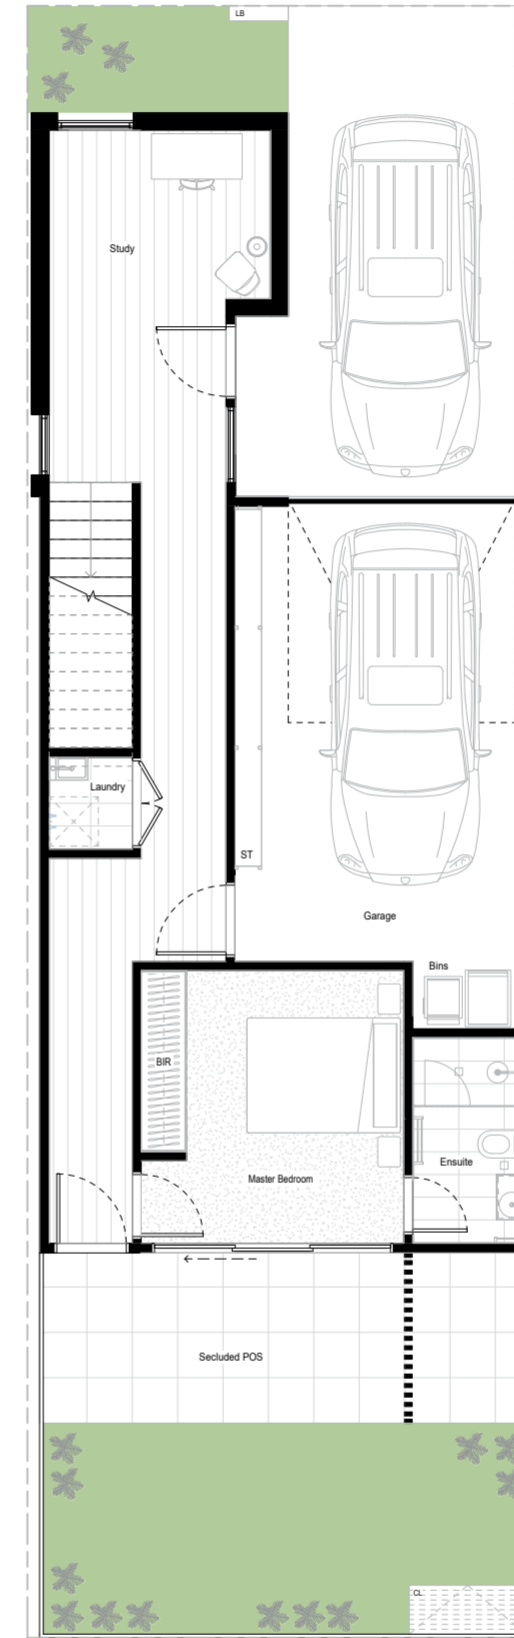 LB
Study
Laundry
ST
Garage
Bins
BIR
Ensuite
Master Bedroom
Secluded POS
CL